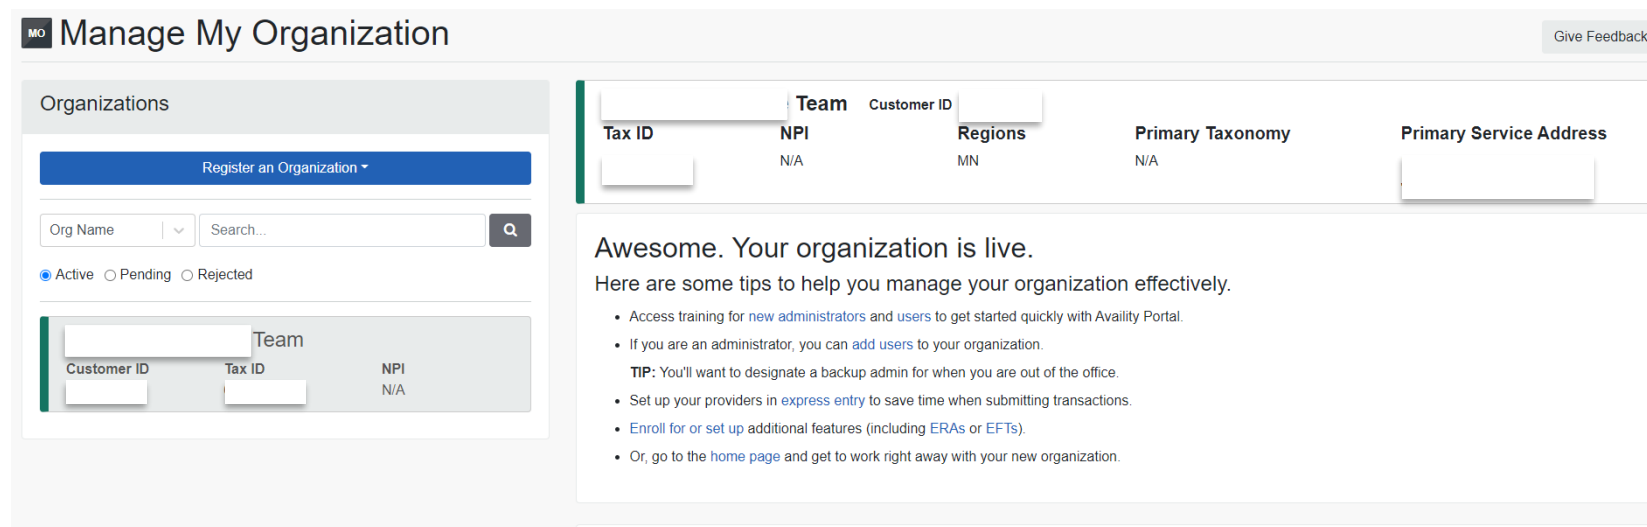 MO Manage My Organization
Give Feedback
Organizations
Register an Organization
Org Name
Search...
Active Pending Rejected
Team
Customer ID Tax ID NPI
N/A
Team Customer ID
Tax ID NPI Regions Primary Taxonomy Primary Service Address
N/A MN N/A
Awesome. Your organization is live.
Here are some tips to help you manage your organization effectively.
• Access training for new administrators and users to get started quickly with Availity Portal.
• If you are an administrator, you can add users to your organization.
TIP: You'll want to designate a backup admin for when you are out of the office.
• Set up your providers in express entry to save time when submitting transactions.
• Enroll for or set up additional features (including ERAs or EFTs).
• Or, go to the home page and get to work right away with your new organization.